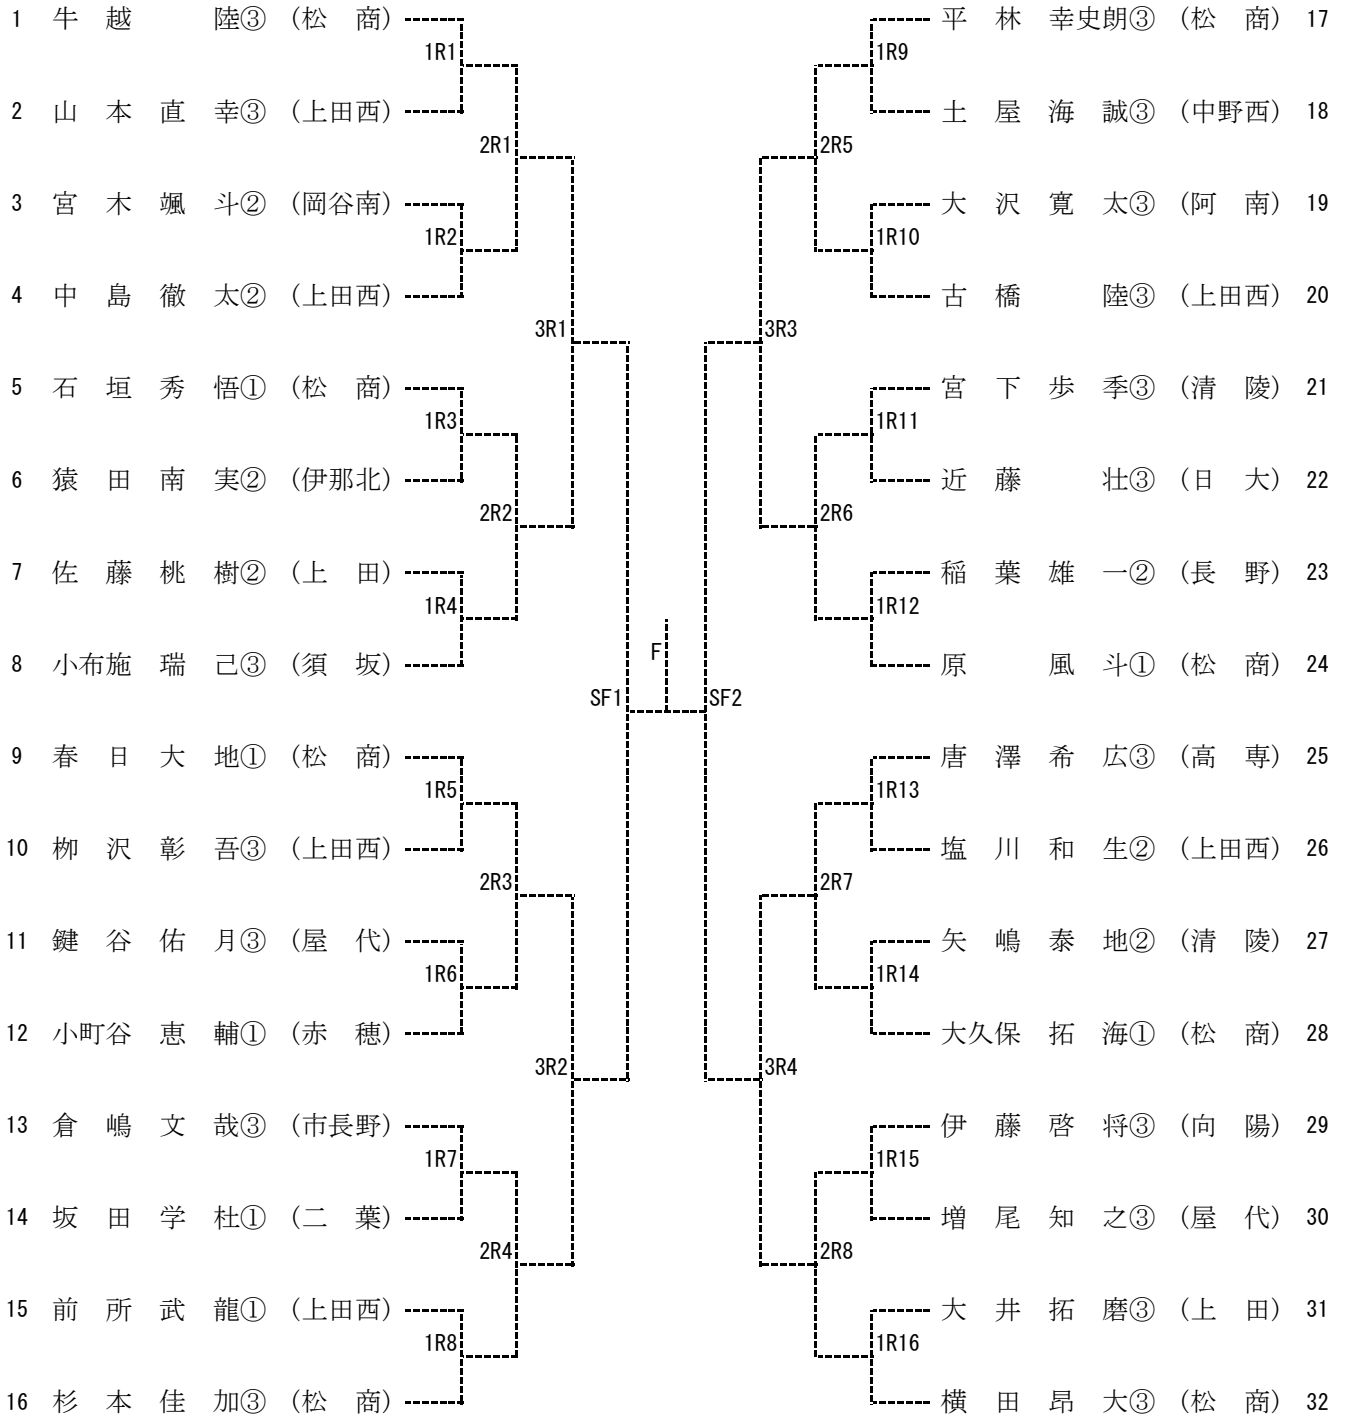 1 牛越 陸③ (松 商)
1R1
2 山本直幸③ (上田西)
2R1
3 宮木颯斗② (岡谷南)
1R2
4 中島徹太② (上田西)
3R1
5 石垣秀悟① (松 商)
1R3
6 猿田南実② (伊那北)
2R2
7 佐藤桃樹② (上 田)
1R4
8 小布施瑞己③ (須 坂)
SF1
9 春日大地① (松 商)
1R5
10 栁沢彰吾③ (上田西)
2R3
11 鍵谷佑月③ (屋 代)
1R6
12 小町谷恵輔① (赤 穂)
3R2
13 倉嶋文哉③ (市長野)
1R7
14 坂田学杜① (二 葉)
2R4
15 前所武龍① (上田西)
1R8
16 杉本佳加③ (松 商)
F
平林幸史朗③ (松 商) 17
1R9
土屋海誠③ (中野西) 18
2R5
大沢寛太③ (阿 南) 19
1R10
古橋 陸③ (上田西) 20
3R3
宮下歩季③ (清 陵) 21
1R11
近藤 壮③ (日 大) 22
2R6
稲葉雄一② (長 野) 23
1R12
原 風斗① (松 商) 24
SF2
唐澤希広③ (高 専) 25
1R13
塩川和生② (上田西) 26
2R7
矢嶋泰地② (清 陵) 27
1R14
大久保拓海① (松 商) 28
3R4
伊藤啓将③ (向 陽) 29
1R15
増尾知之③ (屋 代) 30
2R8
大井拓磨③ (上 田) 31
1R16
横田昂大③ (松 商) 32